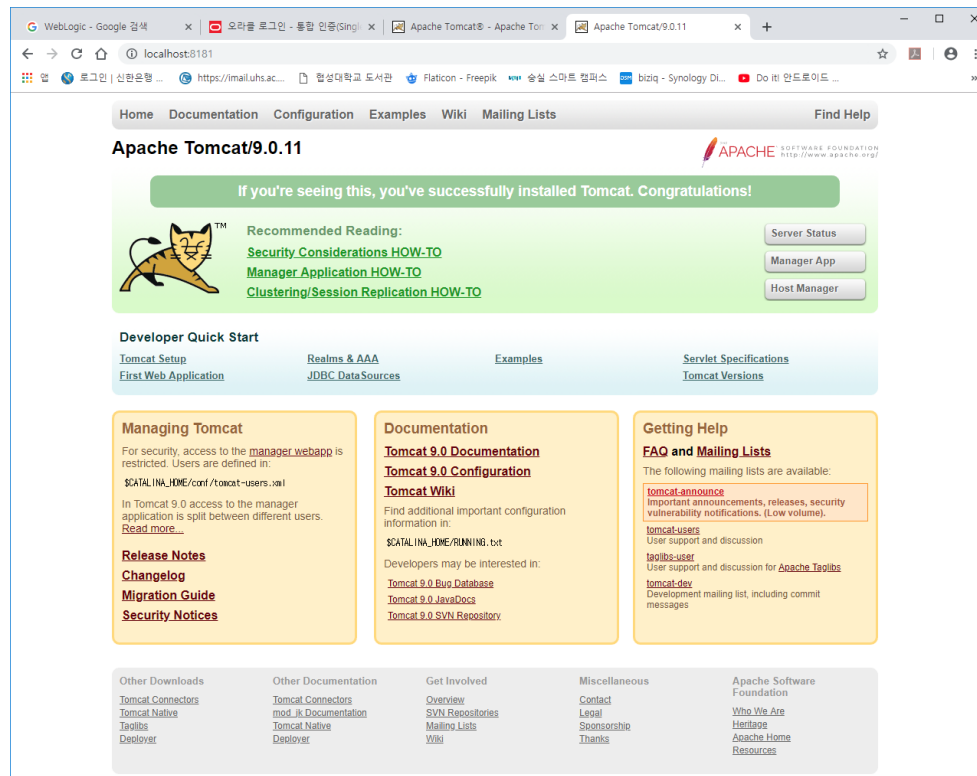 WebLogic - Google 검색
오라클 로그인 - 통합 인증(Singl
Apache Tomcat® - Apache Tom
Apache Tomcat/9.0.11
localhost:8181
앱
로그인 | 신한은행 ...
https://imail.uhs.ac....
협성대학교 도서관
Flaticon - Freepik
숭실 스마트 캠퍼스
biziq - Synology Di...
Do it! 안드로이드 ...
»
Home Documentation Configuration Examples Wiki Mailing Lists Find Help
Apache Tomcat/9.0.11
THE APACHE SOFTWARE FOUNDATION
http://www.apache.org/
If you're seeing this, you've successfully installed Tomcat. Congratulations!
TM
Recommended Reading:
Security Considerations HOW-TO
Manager Application HOW-TO
Clustering/Session Replication HOW-TO
Server Status
Manager App
Host Manager
Developer Quick Start
Tomcat Setup
First Web Application
Realms & AAA
JDBC DataSources
Examples
Servlet Specifications
Tomcat Versions
Managing Tomcat
For security, access to the manager webapp is
restricted. Users are defined in:
$CATALINA_HOME/conf/tomcat-users.xml
In Tomcat 9.0 access to the manager
application is split between different users.
Read more...
Release Notes
Changelog
Migration Guide
Security Notices
Documentation
Tomcat 9.0 Documentation
Tomcat 9.0 Configuration
Tomcat Wiki
Find additional important configuration
information in:
$CATALINA_HOME/RUNNING.txt
Developers may be interested in:
Tomcat 9.0 Bug Database
Tomcat 9.0 JavaDocs
Tomcat 9.0 SVN Repository
Getting Help
FAQ and Mailing Lists
The following mailing lists are available:
tomcat-announce
Important announcements, releases, security
vulnerability notifications. (Low volume).
tomcat-users
User support and discussion
taglibs-user
User support and discussion for Apache Taglibs
tomcat-dev
Development mailing list, including commit
messages
Other Downloads
Tomcat Connectors
Tomcat Native
Taglibs
Deployer
Other Documentation
Tomcat Connectors
mod_jk Documentation
Tomcat Native
Deployer
Get Involved
Overview
SVN Repositories
Mailing Lists
Wiki
Miscellaneous
Contact
Legal
Sponsorship
Thanks
Apache Software
Foundation
Who We Are
Heritage
Apache Home
Resources